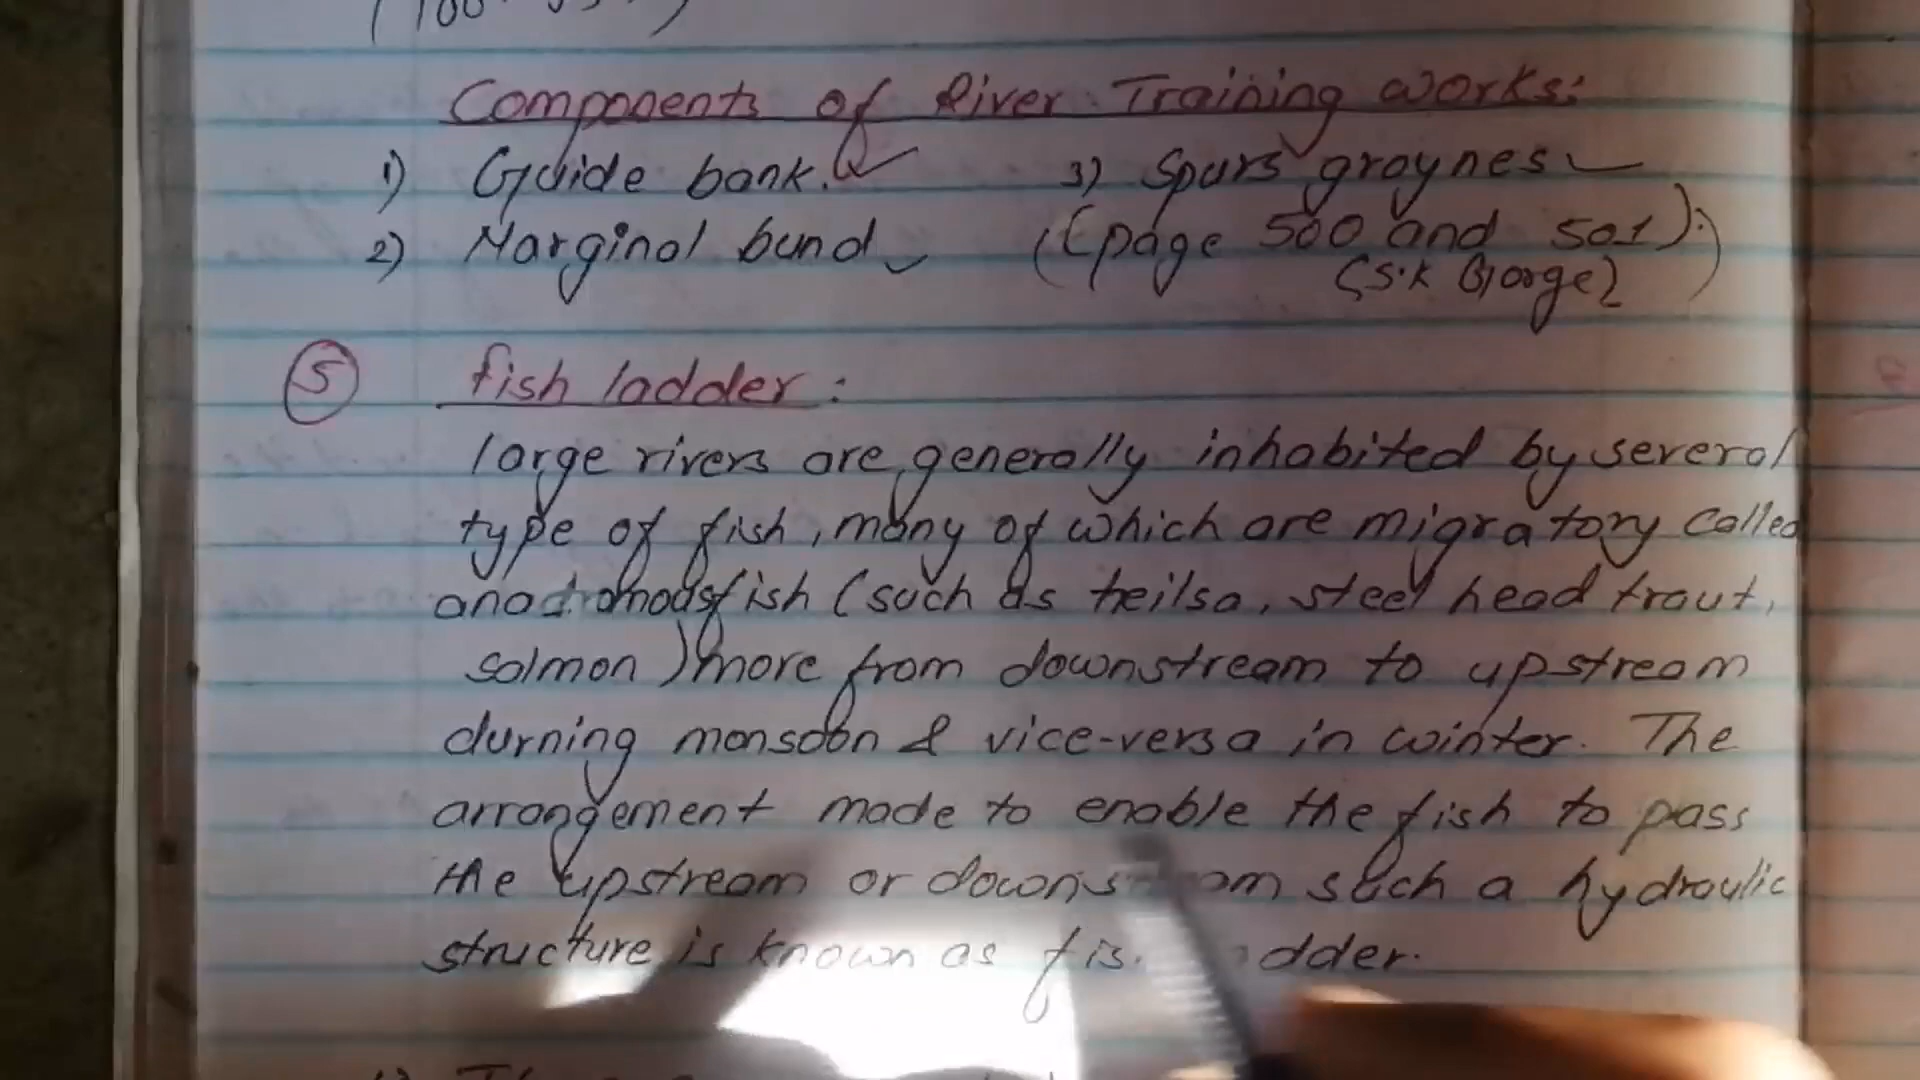 Components of River Training works:
1) Guide bank. 3) Spurs groynes
2) Marginal bund ((page 500 and 501).)
(S.K Garge)
5 fish ladder:
large rivers are generally inhabited by several
type of fish, many of which are migratory called
fish (such as heilsa, steel head trout,
salmon) move from downstream to upstream
durning monsoon & vice-versa in winter. The
arrangement made to enable the fish to pass
the upstream or such a hydraulic
structure is known as